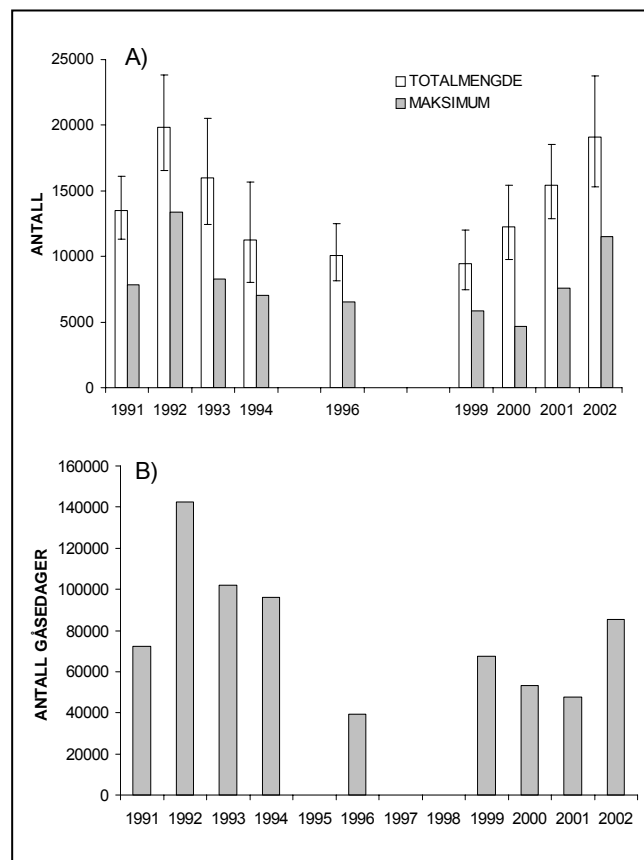 A)
TOTALMENGDE
MAKSIMUM
ANTALL
25000
20000
15000
10000
5000
0
1991 1992 1993 1994 1996 1999 2000 2001 2002
B)
ANTALL GÅSEDAGER
160000
140000
120000
100000
80000
60000
40000
20000
0
1991 1992 1993 1994 1995 1996 1997 1998 1999 2000 2001 2002